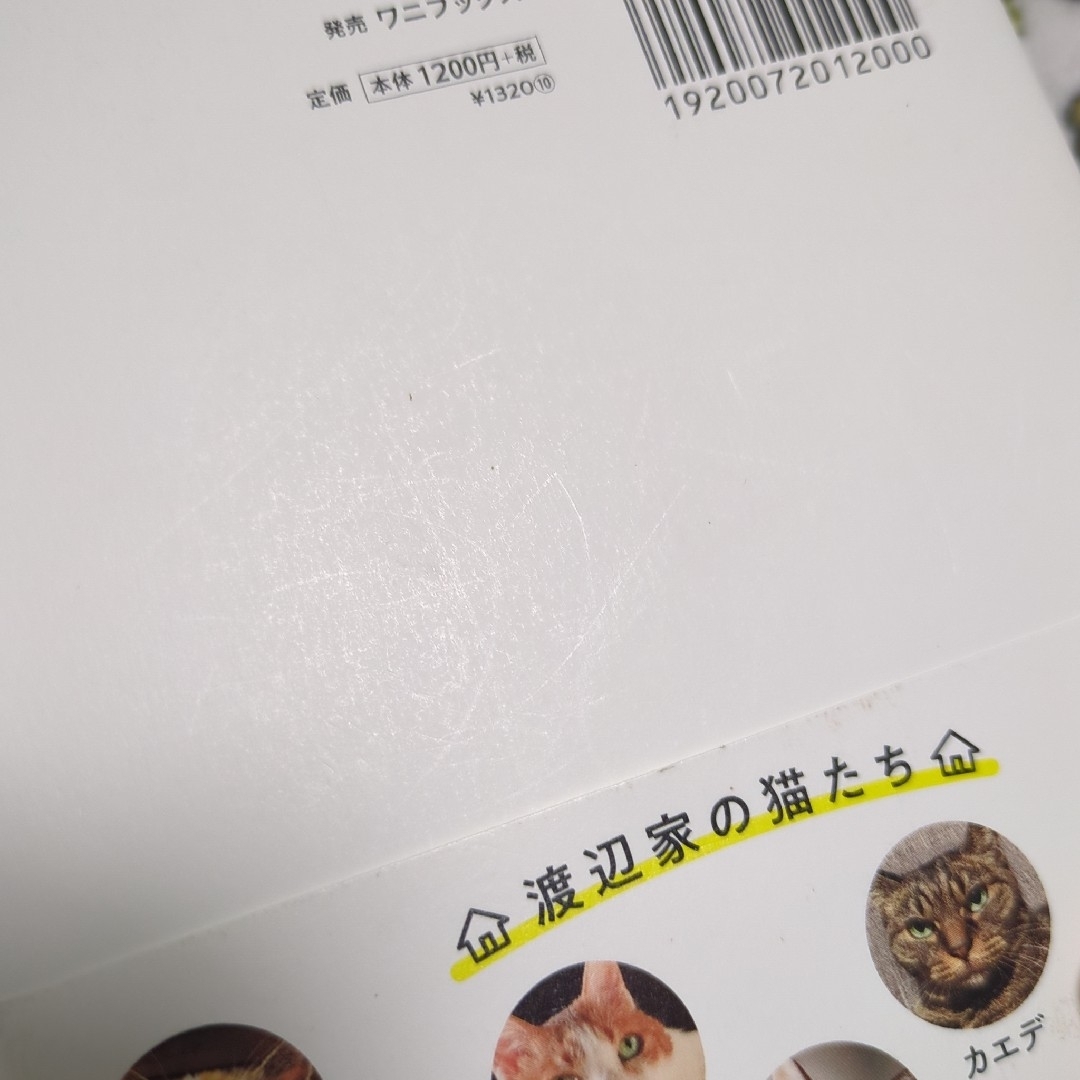 発売 ワニブックス
定価 本体1200円+税
¥1320⑩
1920072012000
渡辺家の猫たち
カエデ